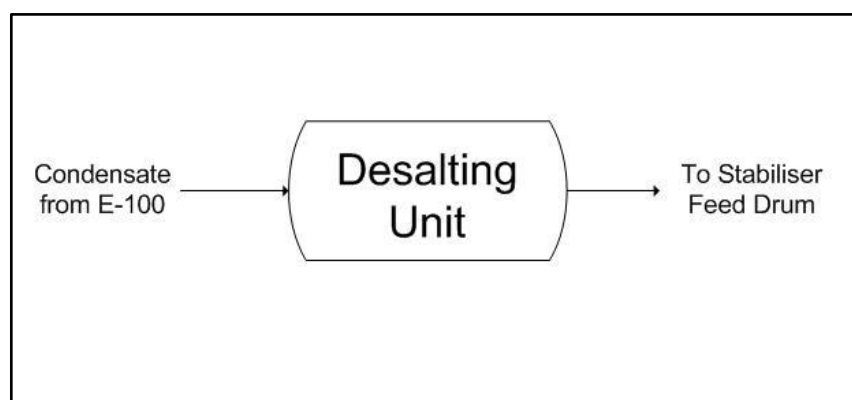 Condensate
from E-100
Desalting
Unit
To Stabiliser
Feed Drum